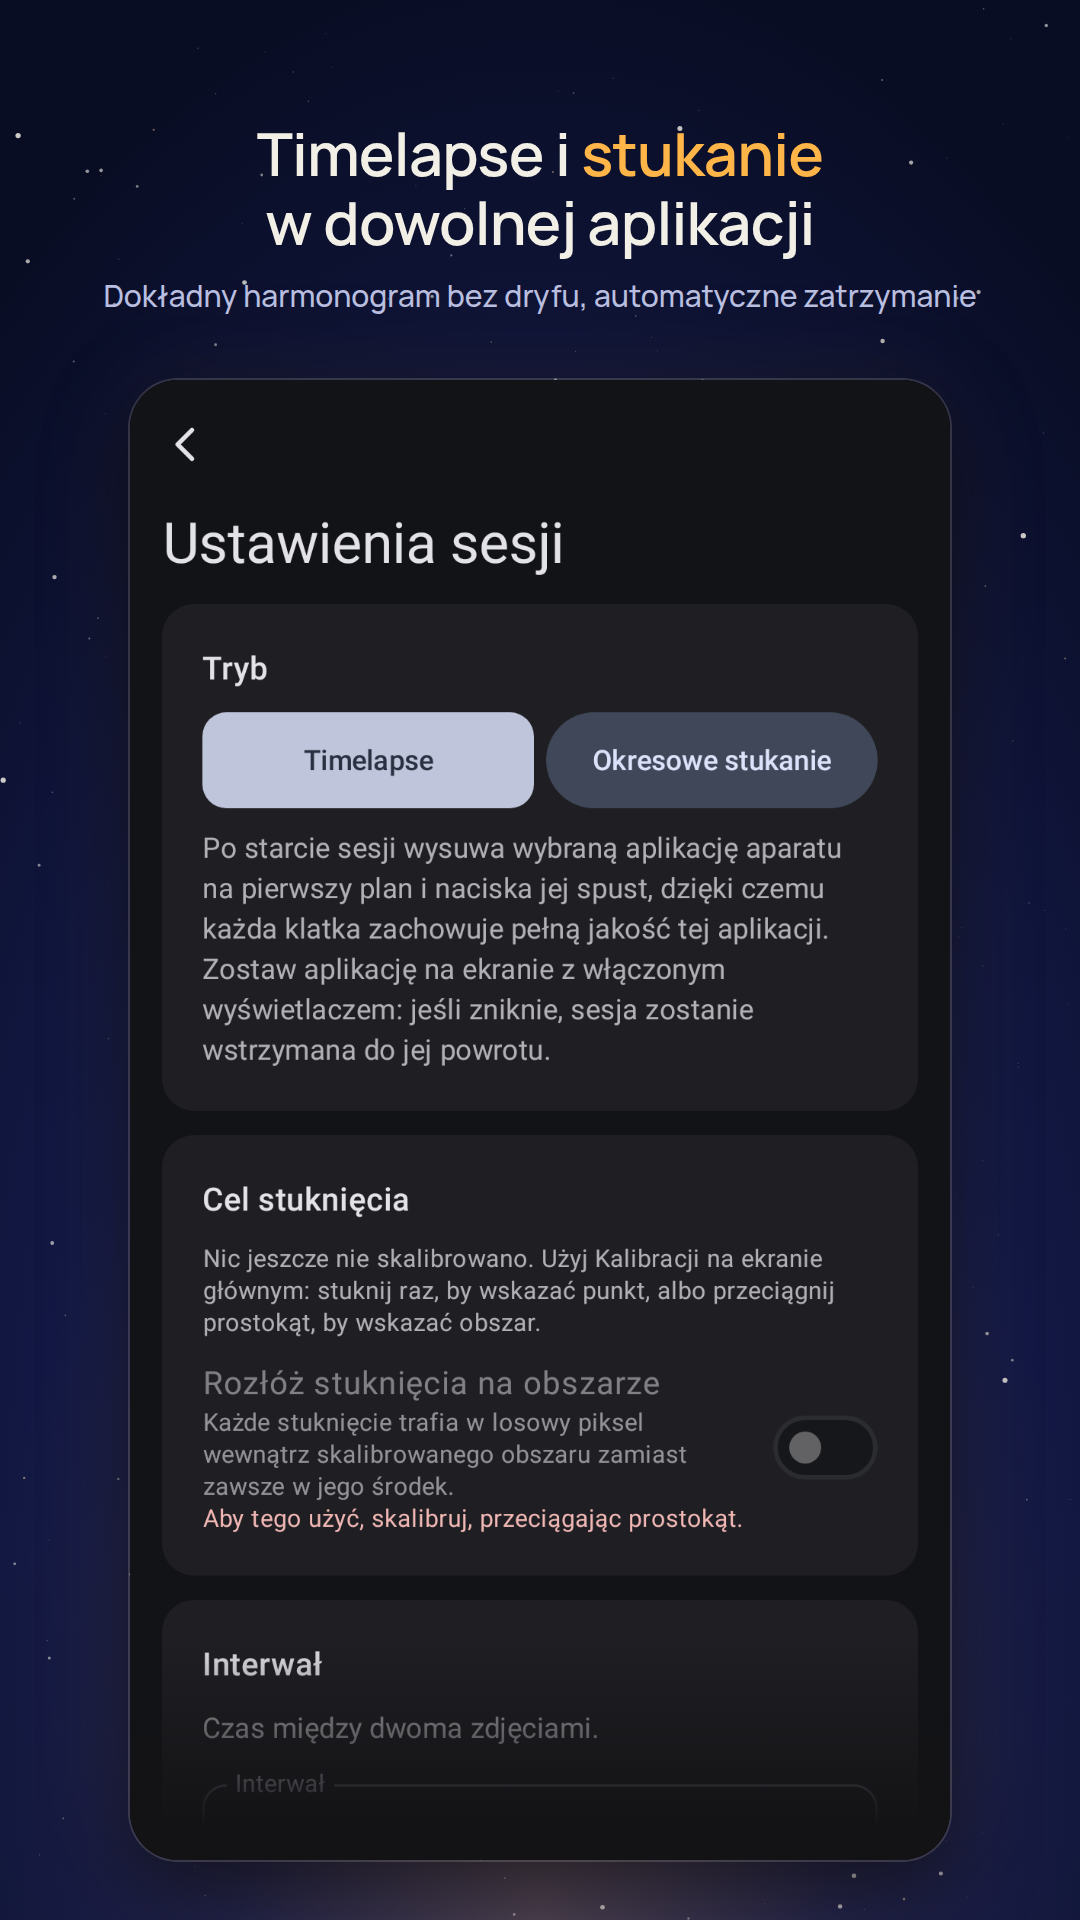 Timelapse i stukanie
w dowolnej aplikacji
Dokładny harmonogram bez dryfu, automatyczne zatrzymanie
Ustawienia sesji
Tryb
Timelapse
Okresowe stukanie
Po starcie sesji wysuwa wybraną aplikację aparatu
na pierwszy plan i naciska jej spust, dzięki czemu
każda klatka zachowuje pełną jakość tej aplikacji.
Zostaw aplikację na ekranie z włączonym
wyświetlaczem: jeśli zniknie, sesja zostanie
wstrzymana do jej powrotu.
Cel stuknięcia
Nic jeszcze nie skalibrowano. Użyj Kalibracji na ekranie
głównym: stuknij raz, by wskazać punkt, albo przeciągnij
prostokąt, by wskazać obszar.
Rozłóż stuknięcia na obszarze
Każde stuknięcie trafia w losowy piksel
wewnątrz skalibrowanego obszaru zamiast
zawsze w jego środek.
Aby tego użyć, skalibruj, przeciągając prostokąt.
Interwał
Czas między dwoma zdjęciami.
Interwał